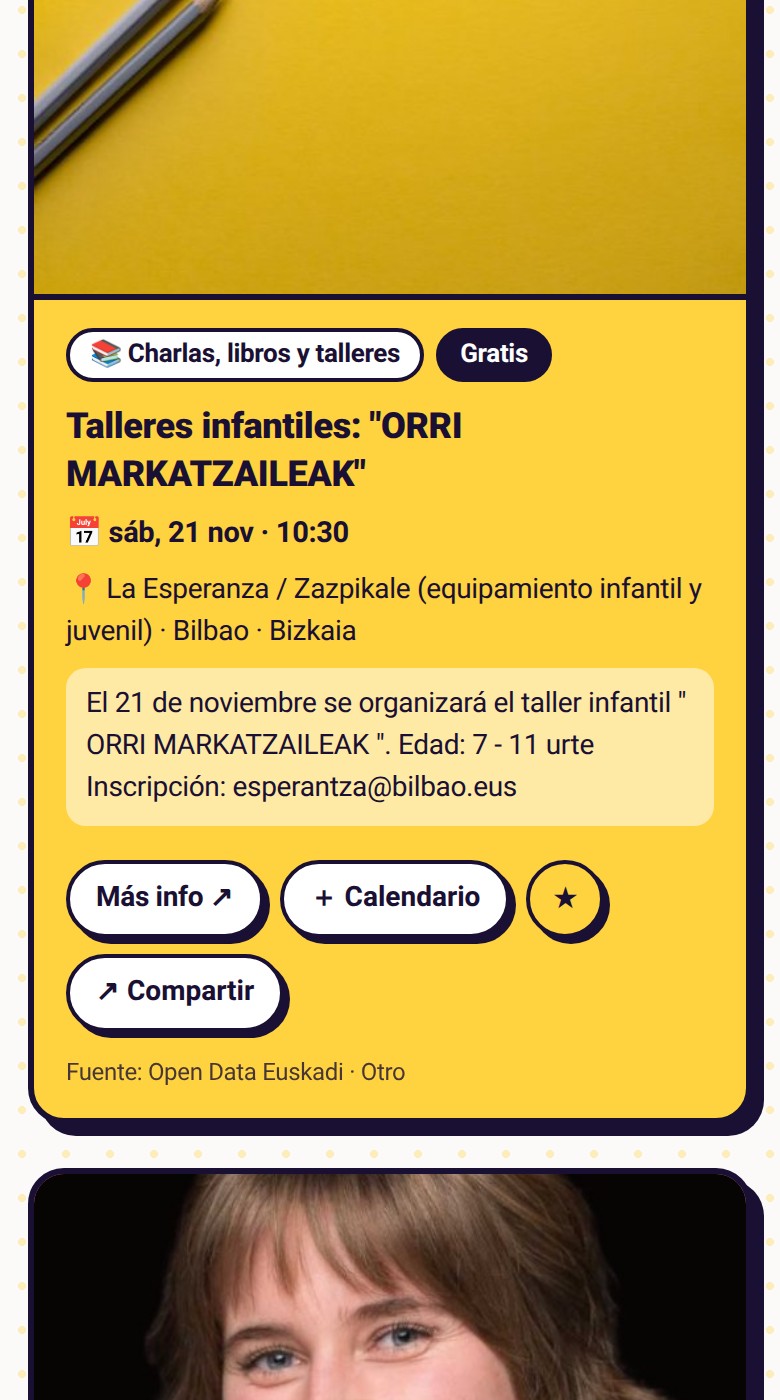 📚 Charlas, libros y talleres Gratis
Talleres infantiles: "ORRI
MARKATZAILEAK"
📅 sáb, 21 nov · 10:30
📍 La Esperanza / Zazpikale (equipamiento infantil y
juvenil) · Bilbao · Bizkaia
El 21 de noviembre se organizará el taller infantil "
ORRI MARKATZAILEAK ". Edad: 7 - 11 urte
Inscripción: esperantza@bilbao.eus
Más info ↗ + Calendario ★
↗ Compartir
Fuente: Open Data Euskadi · Otro